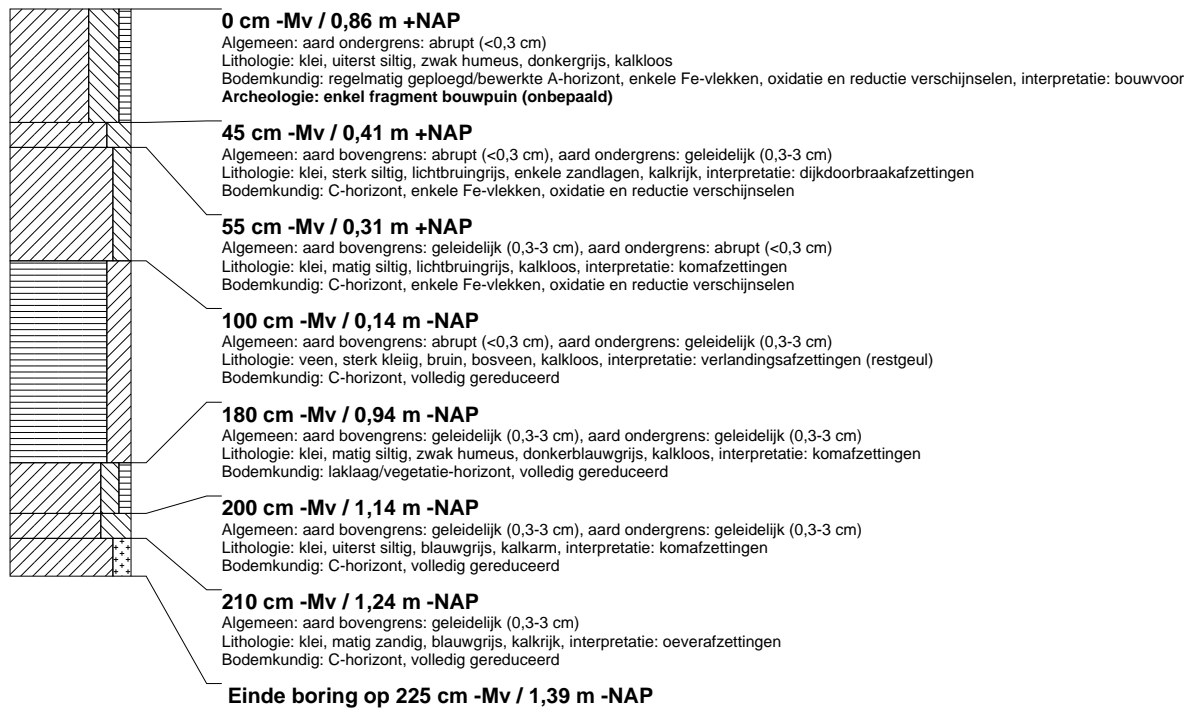 0 cm -Mv / 0,86 m +NAP
Algemeen: aard ondergrens: abrupt (<0,3 cm)
Lithologie: klei, uiterst siltig, zwak humeus, donkergrijs, kalkloos
Bodemkundig: regelmatig geploegd/bewerkte A-horizont, enkele Fe-vlekken, oxidatie en reductie verschijnselen, interpretatie: bouwvoor
Archeologie: enkel fragment bouwpuin (onbepaald)
45 cm -Mv / 0,41 m +NAP
Algemeen: aard bovengrens: abrupt (<0,3 cm), aard ondergrens: geleidelijk (0,3-3 cm)
Lithologie: klei, sterk siltig, lichtbruingrijs, enkele zandlagen, kalkrijk, interpretatie: dijkdoorbraakafzettingen
Bodemkundig: C-horizont, enkele Fe-vlekken, oxidatie en reductie verschijnselen
55 cm -Mv / 0,31 m +NAP
Algemeen: aard bovengrens: geleidelijk (0,3-3 cm), aard ondergrens: abrupt (<0,3 cm)
Lithologie: klei, matig siltig, lichtbruingrijs, kalkloos, interpretatie: komafzettingen
Bodemkundig: C-horizont, enkele Fe-vlekken, oxidatie en reductie verschijnselen
100 cm -Mv / 0,14 m -NAP
Algemeen: aard bovengrens: abrupt (<0,3 cm), aard ondergrens: geleidelijk (0,3-3 cm)
Lithologie: veen, sterk kleiig, bruin, bosveen, kalkloos, interpretatie: verlandingsafzettingen (restgeul)
Bodemkundig: C-horizont, volledig gereduceerd
180 cm -Mv / 0,94 m -NAP
Algemeen: aard bovengrens: geleidelijk (0,3-3 cm), aard ondergrens: geleidelijk (0,3-3 cm)
Lithologie: klei, matig siltig, zwak humeus, donkerblauwgrijs, kalkloos, interpretatie: komafzettingen
Bodemkundig: laklaag/vegetatie-horizont, volledig gereduceerd
200 cm -Mv / 1,14 m -NAP
Algemeen: aard bovengrens: geleidelijk (0,3-3 cm), aard ondergrens: geleidelijk (0,3-3 cm)
Lithologie: klei, uiterst siltig, blauwgrijs, kalkarm, interpretatie: komafzettingen
Bodemkundig: C-horizont, volledig gereduceerd
210 cm -Mv / 1,24 m -NAP
Algemeen: aard bovengrens: geleidelijk (0,3-3 cm)
Lithologie: klei, matig zandig, blauwgrijs, kalkrijk, interpretatie: oeverafzettingen
Bodemkundig: C-horizont, volledig gereduceerd
Einde boring op 225 cm -Mv / 1,39 m -NAP